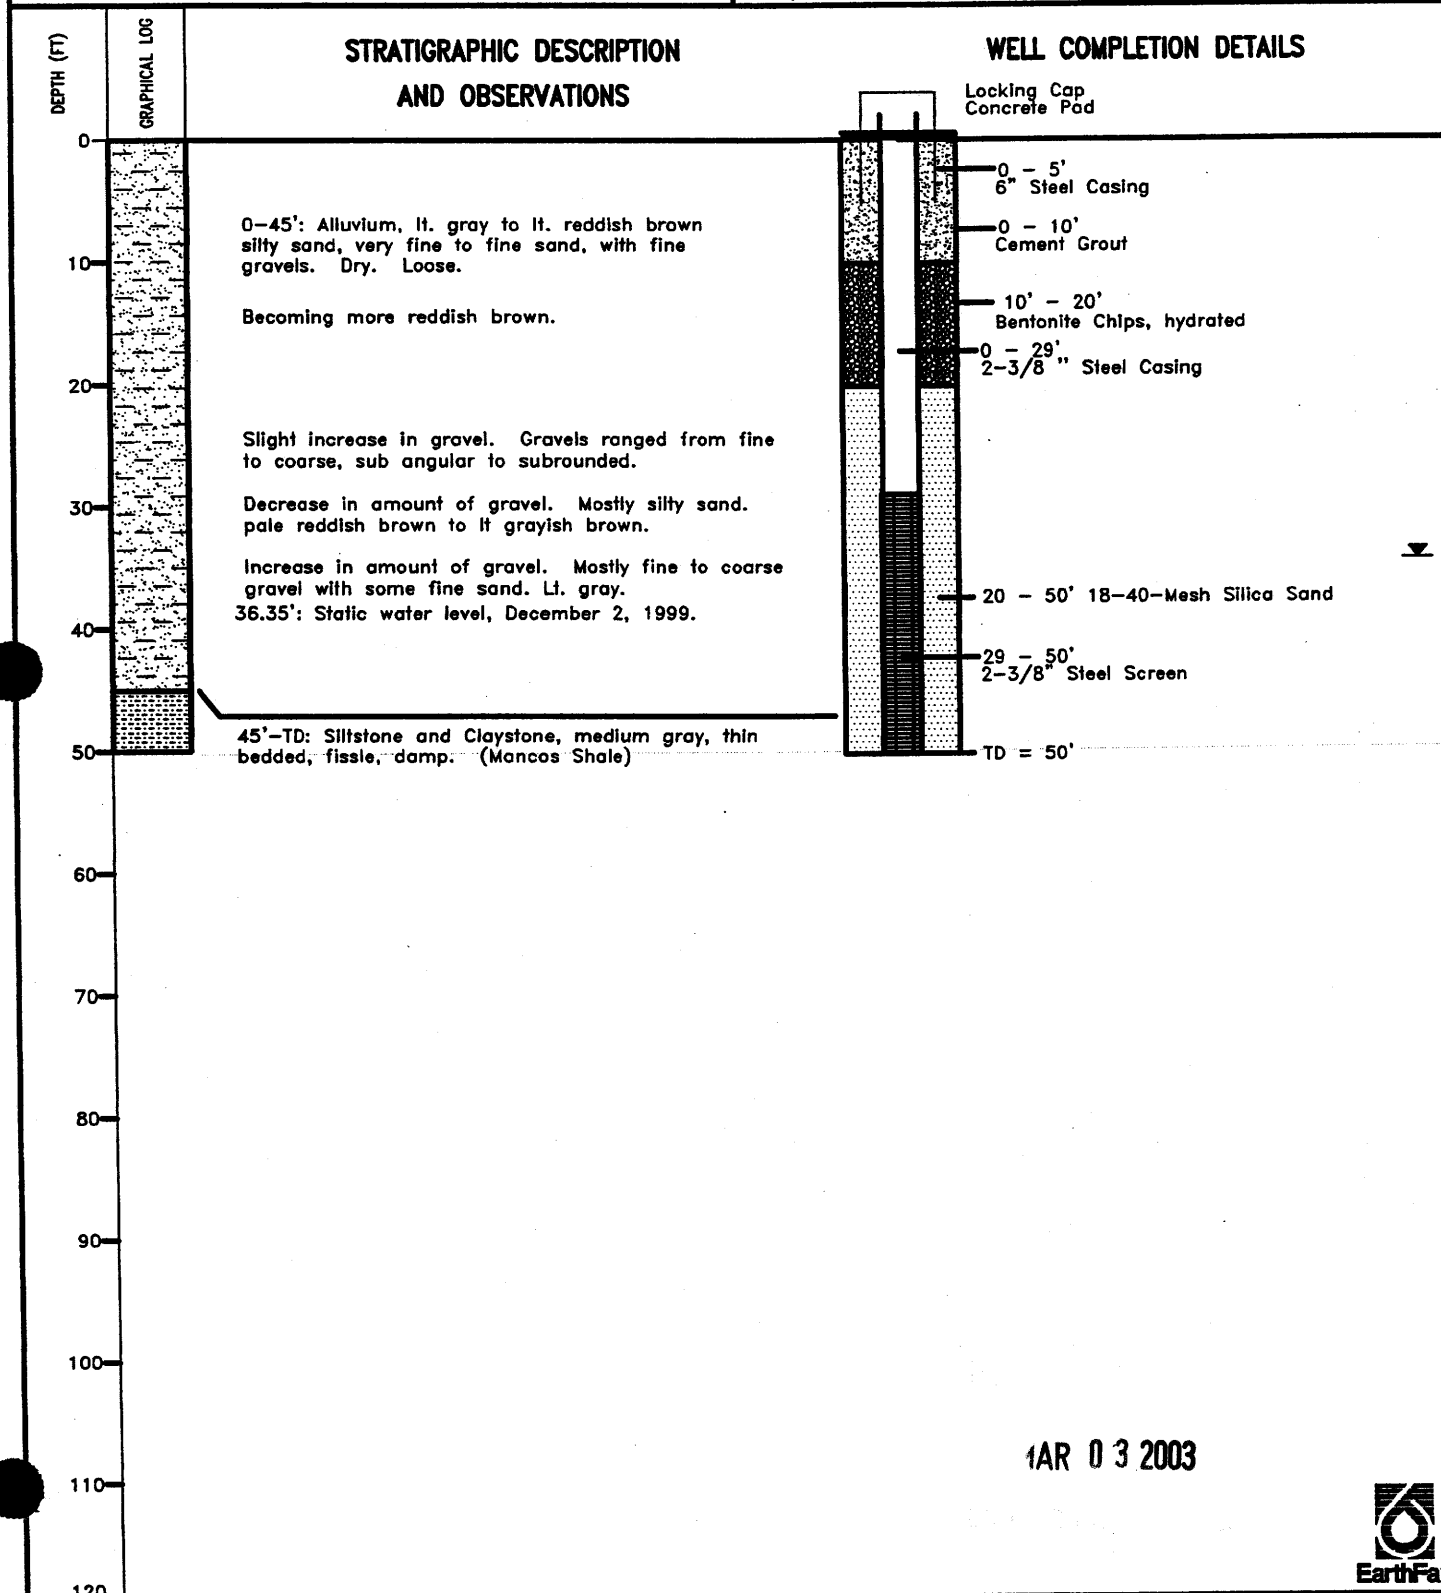 DEPTH (FT)
GRAPHICAL LOG
STRATIGRAPHIC DESCRIPTION
AND OBSERVATIONS
WELL COMPLETION DETAILS
Locking Cap
Concrete Pad
0
10
20
30
40
50
60
70
80
90
100
110
120
0-45': Alluvium, lt. gray to lt. reddish brown
silty sand, very fine to fine sand, with fine
gravels. Dry. Loose.
Becoming more reddish brown.
Slight increase in gravel. Gravels ranged from fine
to coarse, sub angular to subrounded.
Decrease in amount of gravel. Mostly silty sand.
pale reddish brown to lt grayish brown.
Increase in amount of gravel. Mostly fine to coarse
gravel with some fine sand. Lt. gray.
36.35': Static water level, December 2, 1999.
45'-TD: Siltstone and Claystone, medium gray, thin
bedded, fissle, damp. (Mancos Shale)
0 - 5'
6" Steel Casing
0 - 10'
Cement Grout
10' - 20'
Bentonite Chips, hydrated
0 - 29'
2-3/8 " Steel Casing
20 - 50' 18-40-Mesh Silica Sand
29 - 50'
2-3/8" Steel Screen
TD = 50'
AR 03 2003
EarthFa